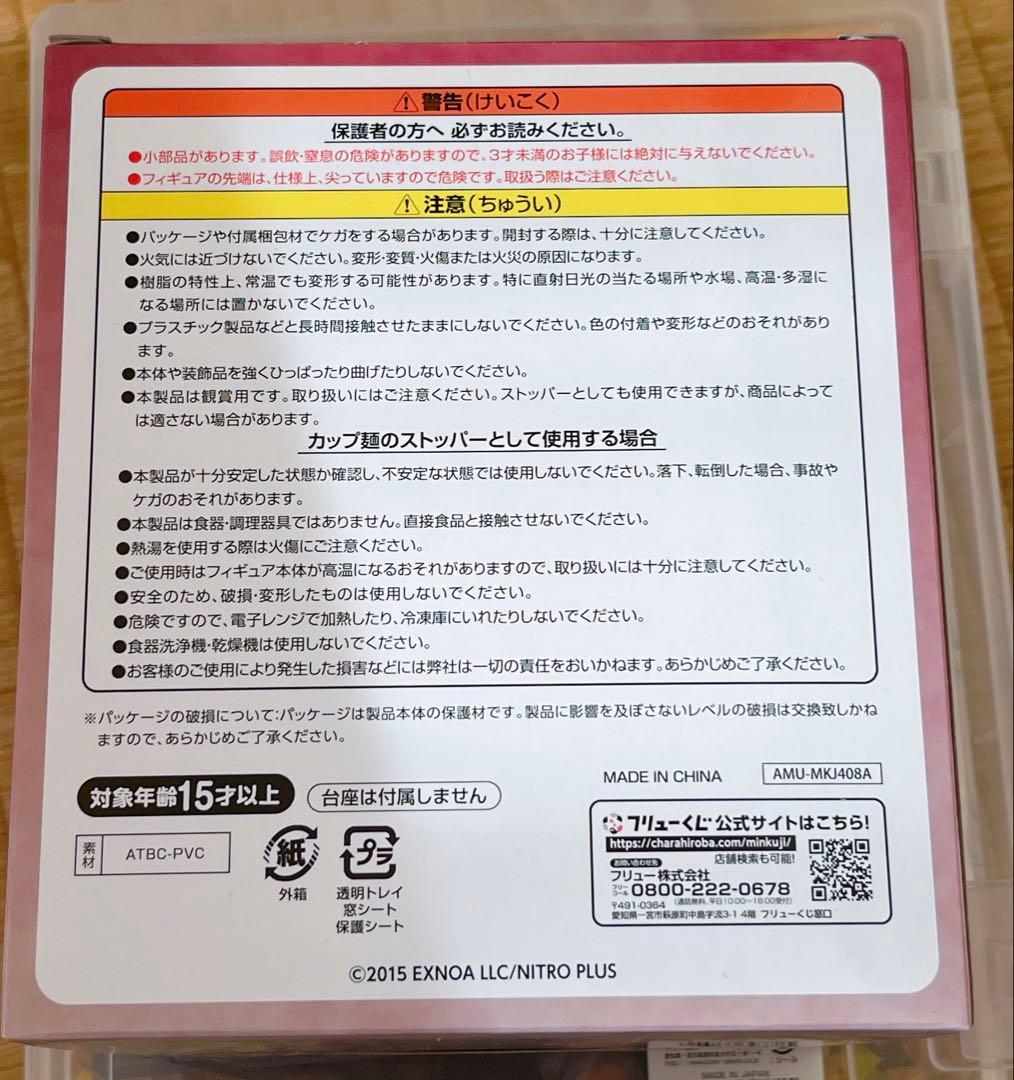 ⚠警告(けいこく)
保護者の方へ 必ずお読みください。
●小部品があります。誤飲・窒息の危険がありますので、3才未満のお子様には絶対に与えないでください。
●フィギュアの先端は、仕様上、尖っていますので危険です。取扱う際はご注意ください。
⚠注意(ちゅうい)
●パッケージや付属梱包材でケガをする場合があります。開封する際は、十分に注意してください。
●火気には近づけないでください。変形・変質・火傷または火災の原因になります。
●樹脂の特性上、常温でも変形する可能性があります。特に直射日光の当たる場所や水場、高温・多湿に
なる場所には置かないでください。
●プラスチック製品などと長時間接触させたままにしないでください。色の付着や変形などのおそれがあり
ます。
●本体や装飾品を強くひっぱったり曲げたりしないでください。
●本製品は観賞用です。取り扱いにはご注意ください。ストッパーとしても使用できますが、商品によって
は適さない場合があります。
カップ麺のストッパーとして使用する場合
●本製品が十分安定した状態か確認し、不安定な状態では使用しないでください。落下、転倒した場合、事故や
ケガのおそれがあります。
●本製品は食器・調理器具ではありません。直接食品と接触させないでください。
●熱湯を使用する際は火傷にご注意ください。
●ご使用時はフィギュア本体が高温になるおそれがありますので、取り扱いには十分に注意してください。
●安全のため、破損・変形したものは使用しないでください。
●危険ですので、電子レンジで加熱したり、冷凍庫にいれたりしないでください。
●食器洗浄機・乾燥機は使用しないでください。
●お客様のご使用により発生した損害などには弊社は一切の責任をおいかねます。あらかじめご了承ください。
※パッケージの破損について:パッケージは製品本体の保護材です。製品に影響を及ぼさないレベルの破損は交換致しかね
ますので、あらかじめご了承ください。
MADE IN CHINA
AMU-MKJ408A
対象年齢15才以上
台座は付属しません
素材 ATBC-PVC
紙
外箱
プラ
透明トレイ
窓シート
保護シート
フリューくじ公式サイトはこちら!
https://charahiroba.com/minkuji/
お問い合わせ先 店舗検索も可能!
フリュー株式会社
フリーコール 0800-222-0678
〒491-0364 (通話無料、平日10:00~18:00受付)
愛知県一宮市萩原町中島字流3-1 4階 フリューくじ窓口
©2015 EXNOA LLC/NITRO PLUS
MADE IN JAPAN